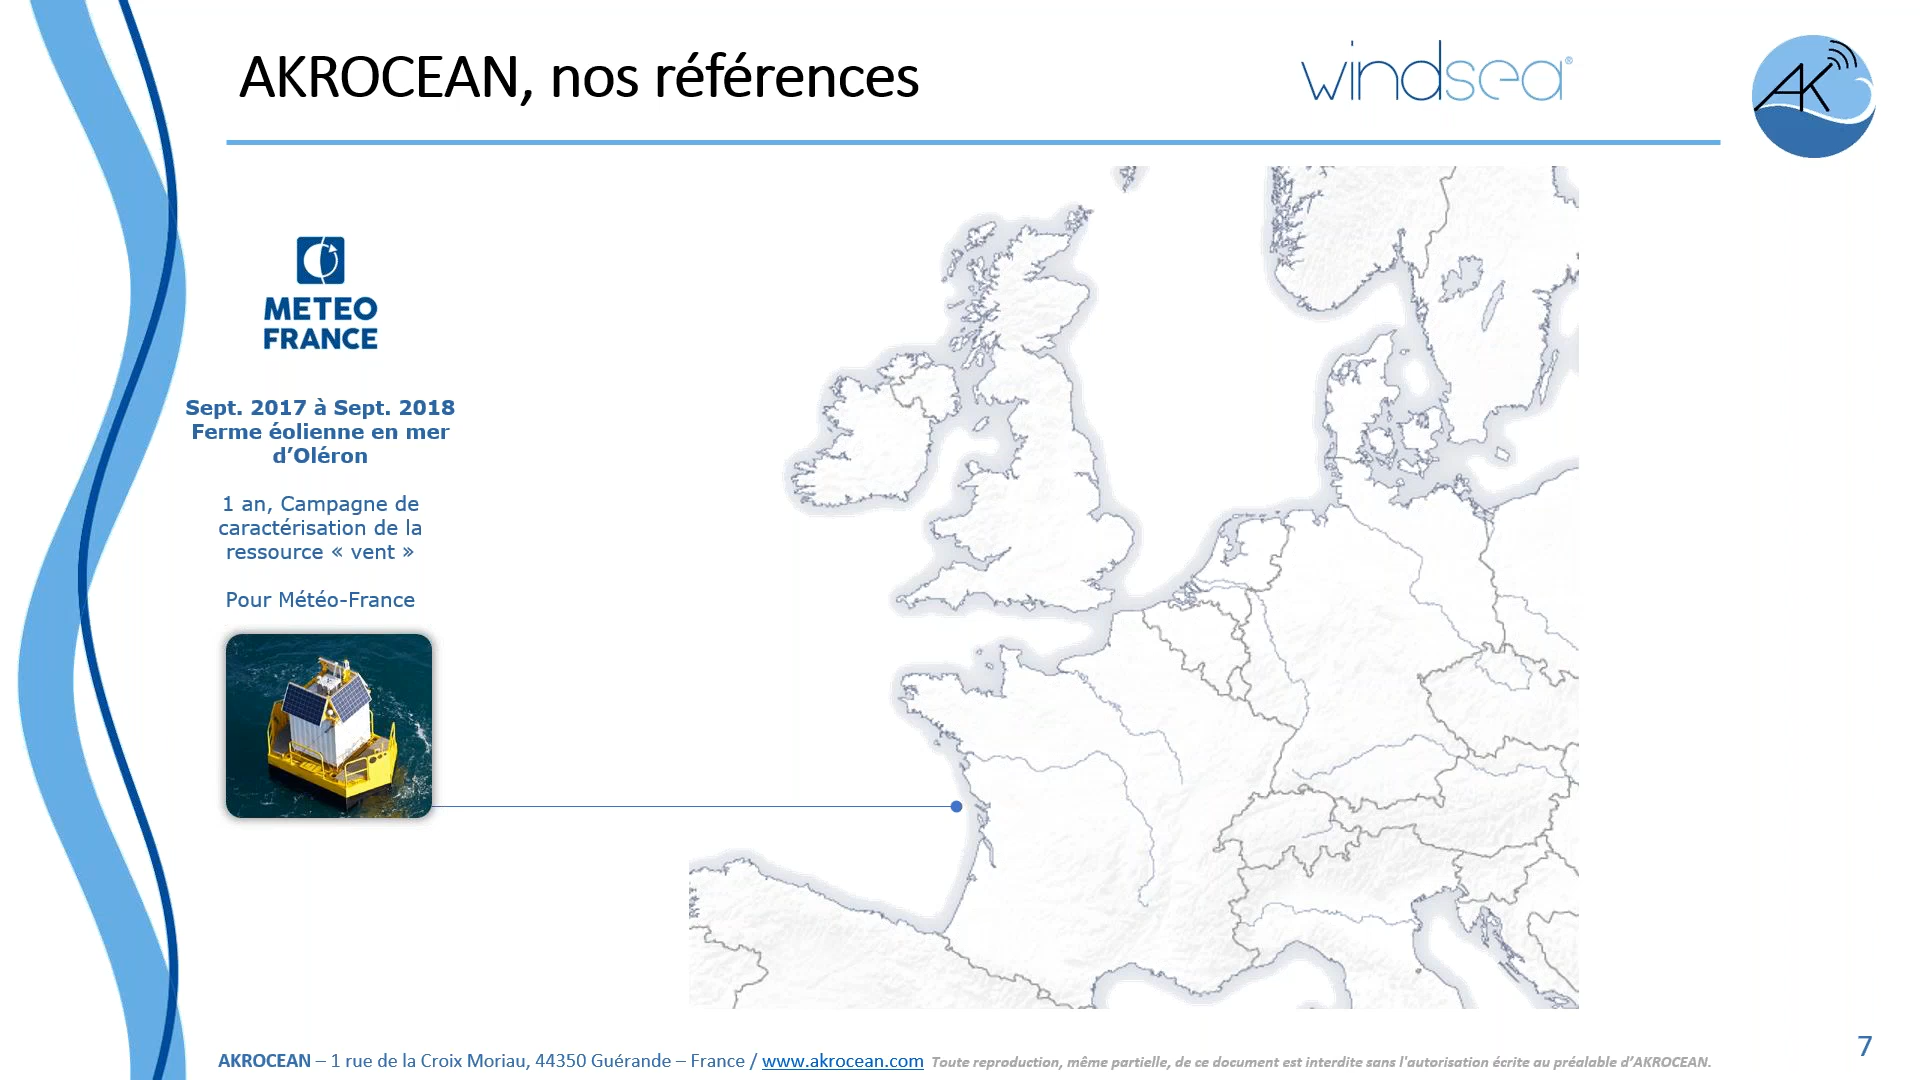 AKROCEAN, nos références
windsea®
AK
METEO
FRANCE
Sept. 2017 à Sept. 2018
Ferme éolienne en mer
d’Oléron
1 an, Campagne de
caractérisation de la
ressource « vent »
Pour Météo-France
AKROCEAN – 1 rue de la Croix Moriau, 44350 Guérande – France / www.akrocean.com Toute reproduction, même partielle, de ce document est interdite sans l'autorisation écrite au préalable d’AKROCEAN.
7